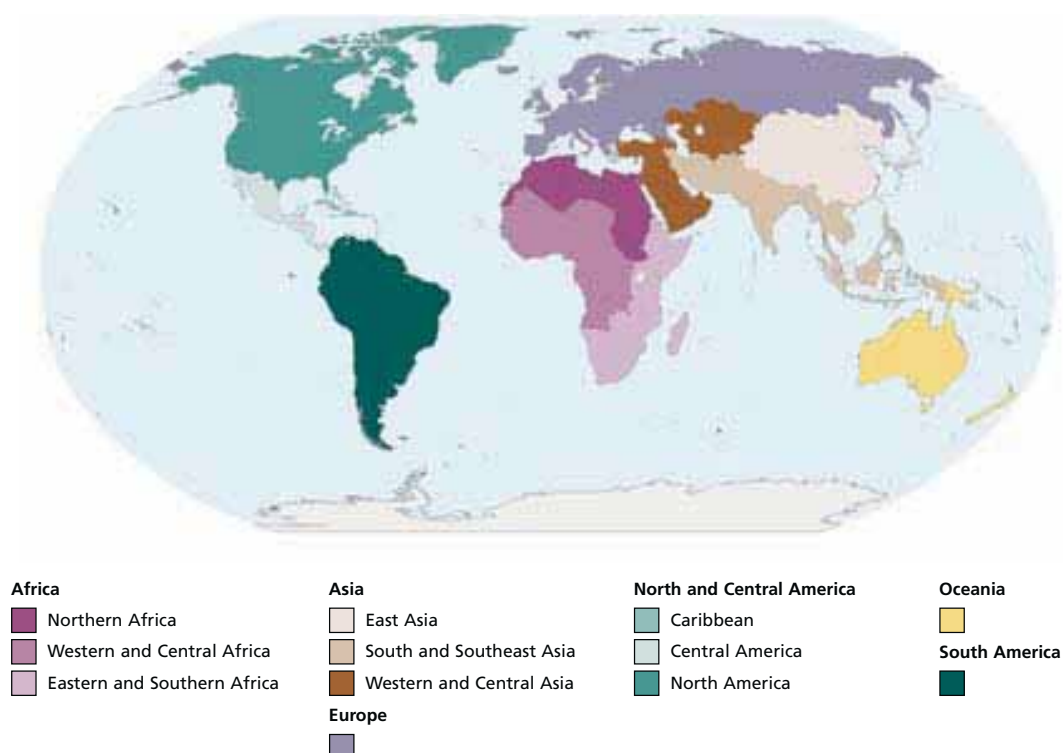 Africa
Northern Africa
Western and Central Africa
Eastern and Southern Africa
Asia
East Asia
South and Southeast Asia
Western and Central Asia
Europe
North and Central America
Caribbean
Central America
North America
Oceania
South America